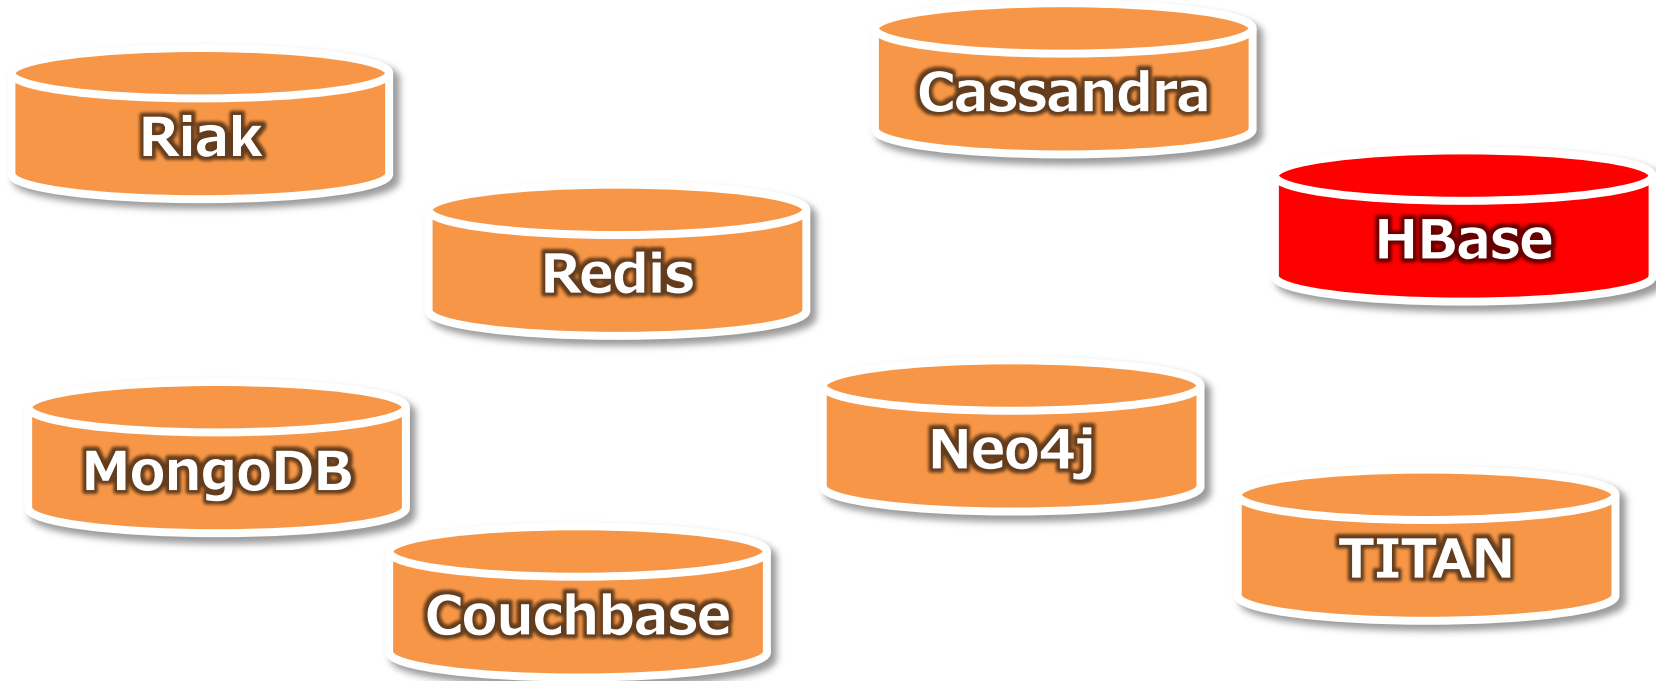 Riak
Redis
Cassandra
HBase
MongoDB
Couchbase
Neo4j
TITAN